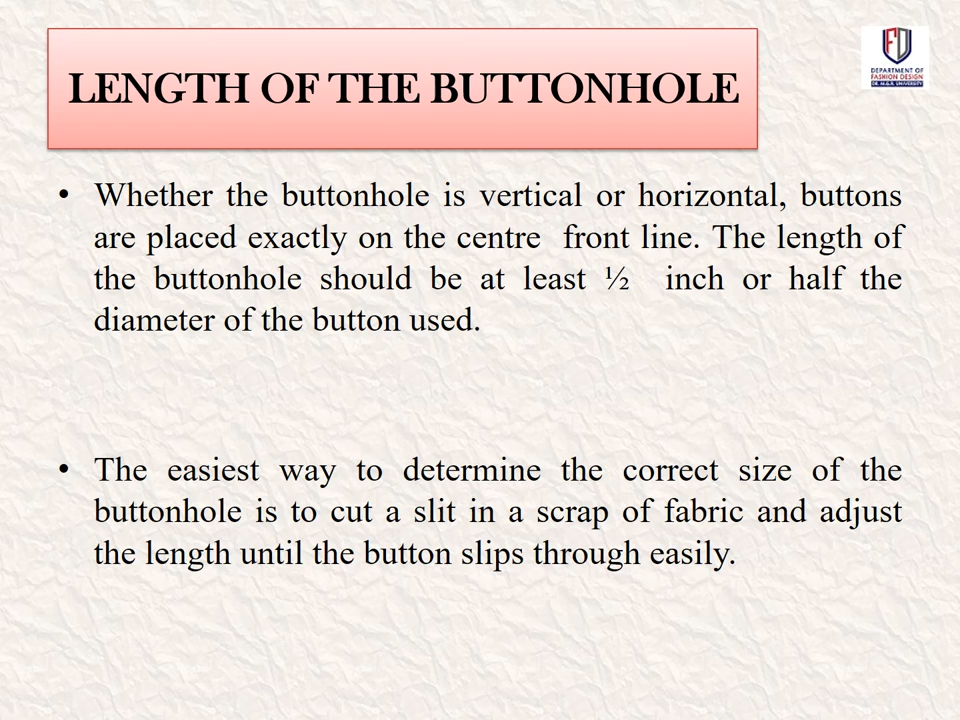 LENGTH OF THE BUTTONHOLE
FD
DEPARTMENT OF
FASHION DESIGN
DR. M.G.R. UNIVERSITY
• Whether the buttonhole is vertical or horizontal, buttons
are placed exactly on the centre front line. The length of
the buttonhole should be at least ½ inch or half the
diameter of the button used.
• The easiest way to determine the correct size of the
buttonhole is to cut a slit in a scrap of fabric and adjust
the length until the button slips through easily.